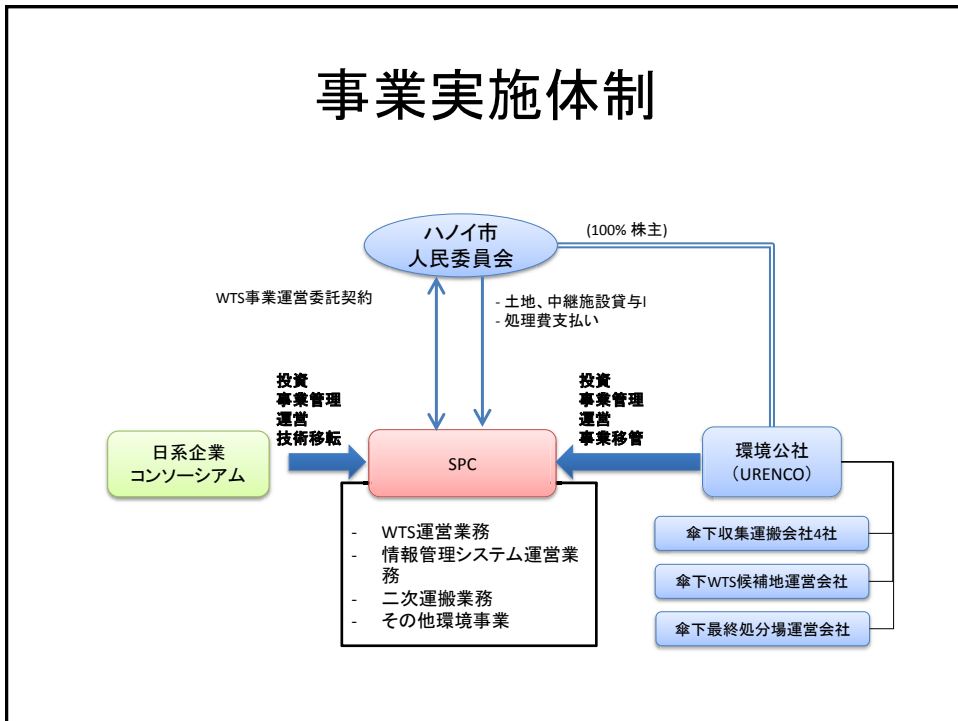 事業実施体制
ハノイ市
人民委員会
(100% 株主)
WTS事業運営委託契約
- 土地、中継施設貸与I
- 処理費支払い
投資
事業管理
運営
技術移転
投資
事業管理
運営
事業移管
日系企業
コンソーシアム
SPC
環境公社
（URENCO）
- WTS運営業務
- 情報管理システム運営業
務
- 二次運搬業務
- その他環境事業
傘下収集運搬会社4社
傘下WTS候補地運営会社
傘下最終処分場運営会社